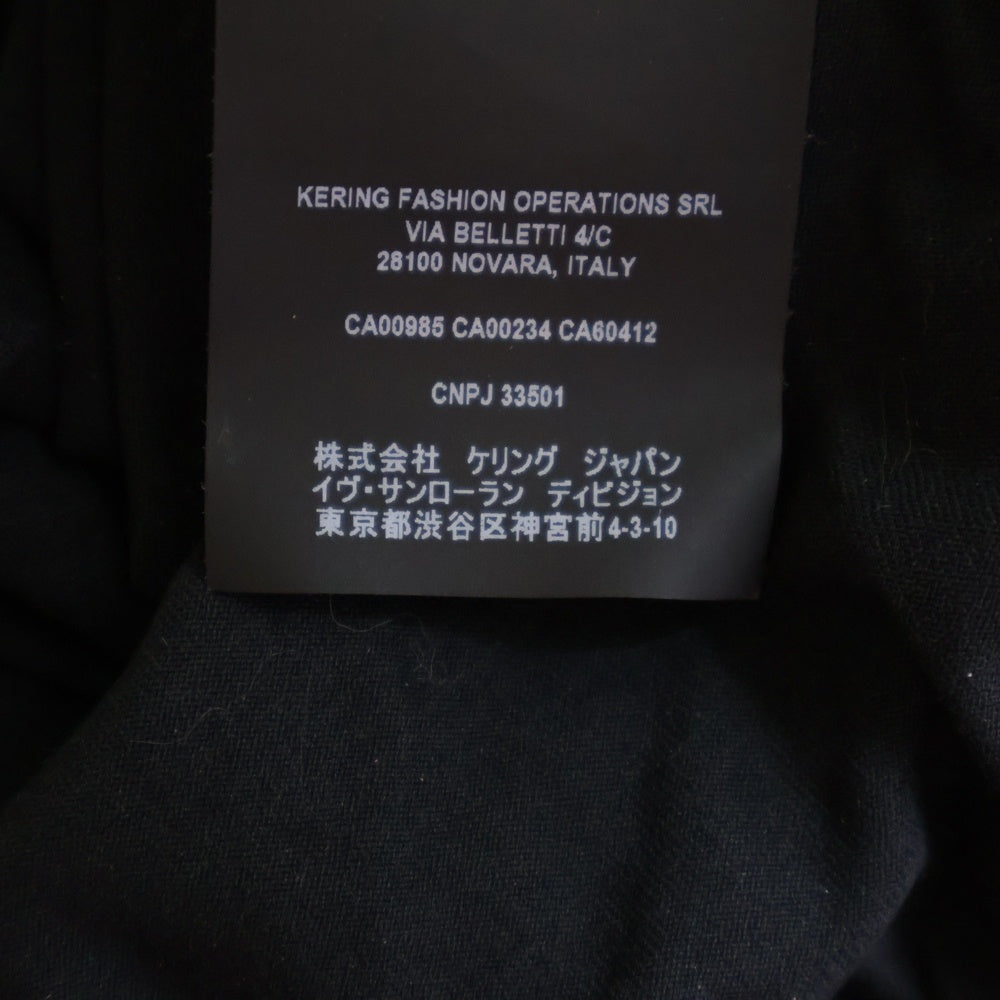 KERING FASHION OPERATIONS SRL
VIA BELLETTI 4/C
28100 NOVARA, ITALY
CA00985 CA00234 CA60412
CNPJ 33501
株式会社 ケリング ジャパン
イヴ・サンローラン ディビジョン
東京都渋谷区神宮前4-3-10